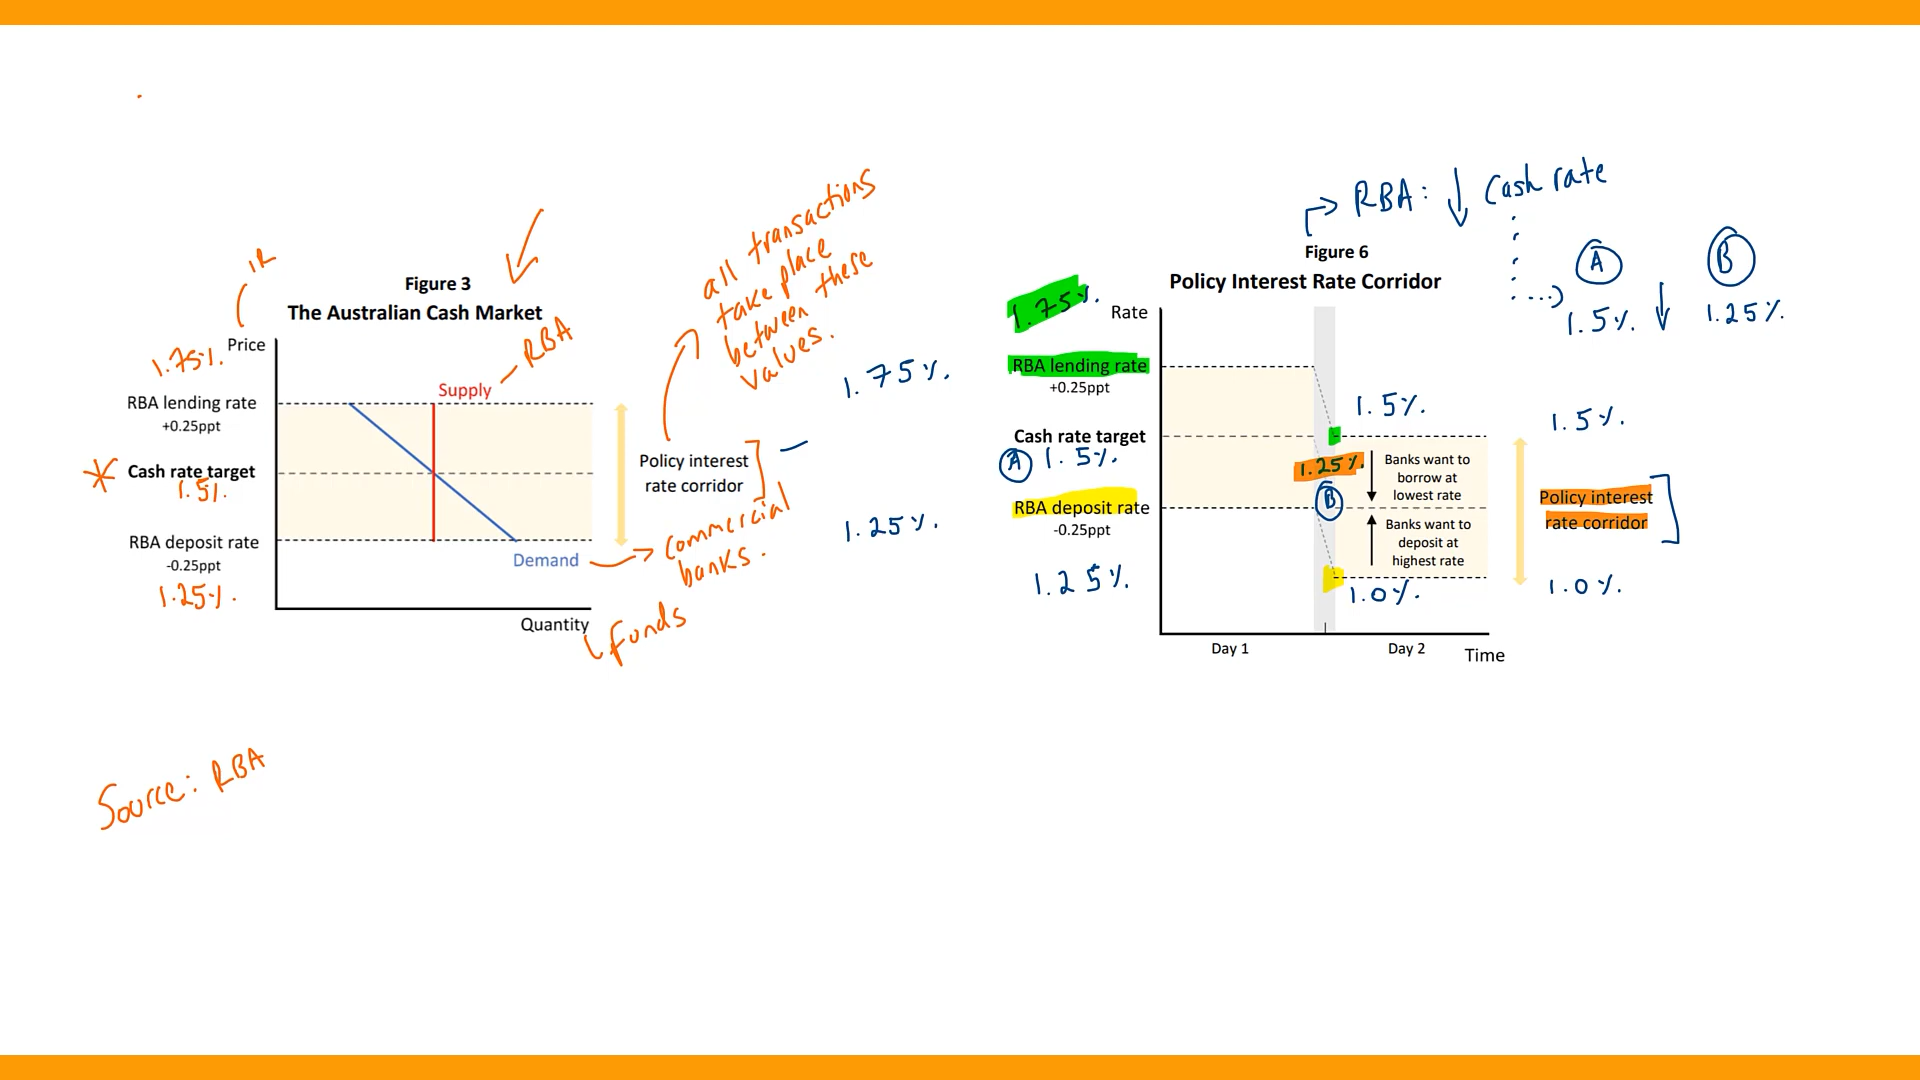 IR
Figure 3
The Australian Cash Market
Price
1.75%.
RBA lending rate
+0.25ppt
Cash rate target
1.5%.
RBA deposit rate
-0.25ppt
1.25%.
Supply
RBA
Demand
commercial
banks.
Quantity
funds
Policy interest
rate corridor
all transactions
take place
between these
values.
1.75%.
1.25%.
Source: RBA
RBA: ↓ Cash rate
Figure 6
Policy Interest Rate Corridor
A
B
1.5%. ↓ 1.25%.
1.75%.
Rate
RBA lending rate
+0.25ppt
Cash rate target
A 1.5%.
RBA deposit rate
-0.25ppt
1.25%.
1.5%.
1.25%.
B
Banks want to
borrow at
lowest rate
Banks want to
deposit at
highest rate
1.0%.
Day 1
Day 2
Time
1.5%.
Policy interest
rate corridor
1.0%.